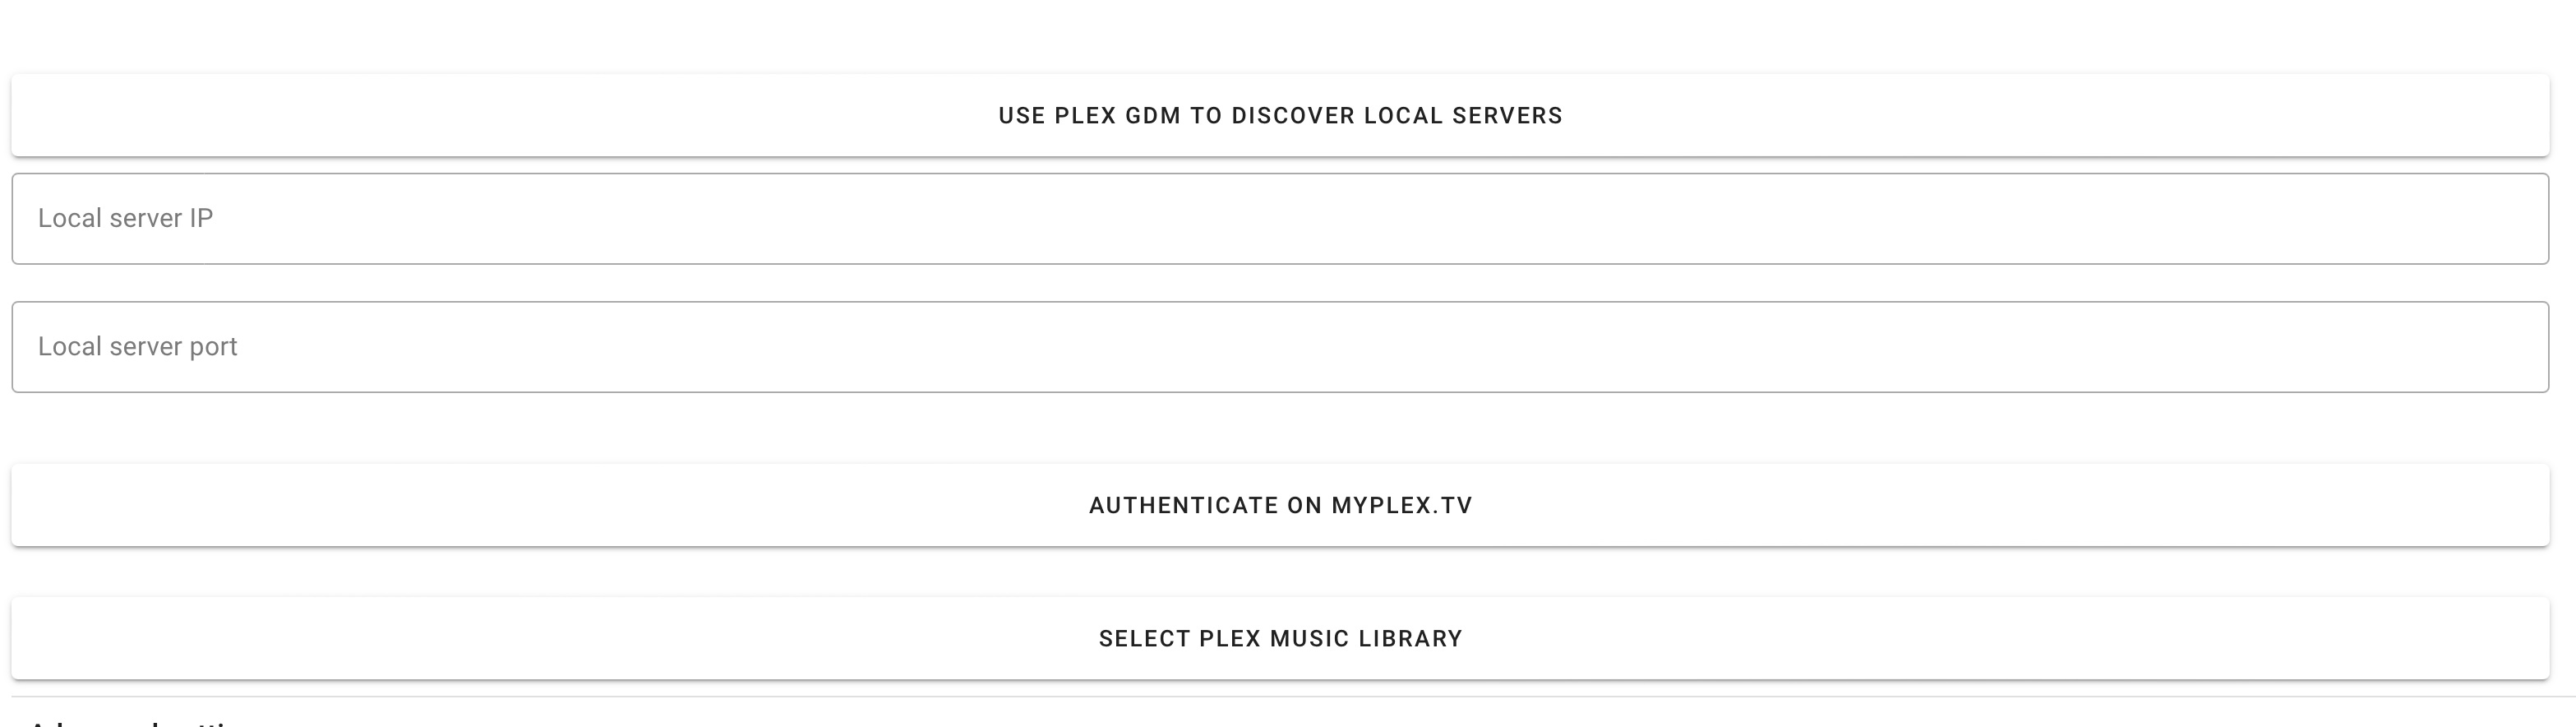 USE PLEX GDM TO DISCOVER LOCAL SERVERS
Local server IP
Local server port
AUTHENTICATE ON MYPLEX.TV
SELECT PLEX MUSIC LIBRARY